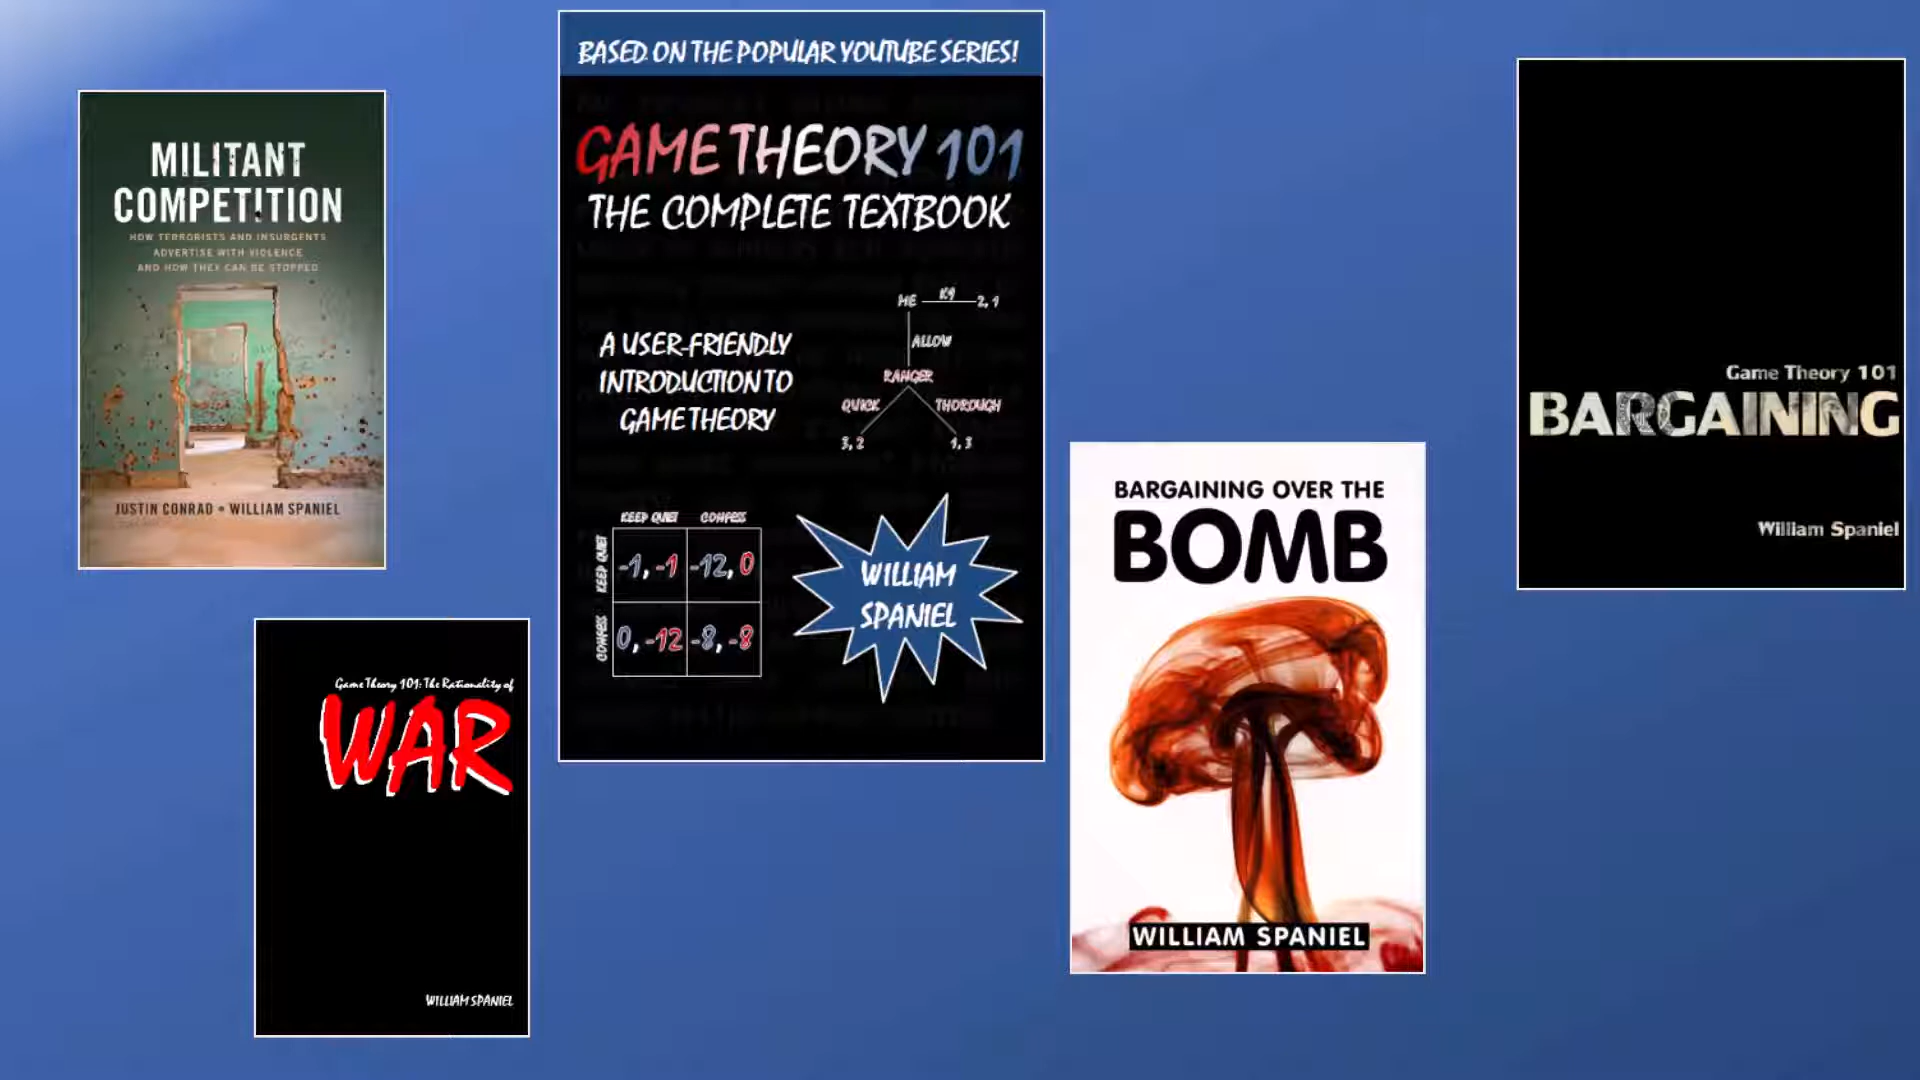 MILITANT
COMPETITION
HOW TERRORISTS AND INSURGENTS
ADVERTISE WITH VIOLENCE
AND HOW THEY CAN BE STOPPED
JUSTIN CONRAD • WILLIAM SPANIEL
Game Theory 101: The Rationality of
WAR
WILLIAM SPANIEL
BASED ON THE POPULAR YOUTUBE SERIES!
GAME THEORY 101
THE COMPLETE TEXTBOOK
A USER-FRIENDLY
INTRODUCTION TO
GAME THEORY
ME K9 2, 1
ALLOW
RANGER
QUICK THOROUGH
3, 2 1, 3
KEEP QUIET CONFESS
KEEP QUIET -1, -1 -12, 0
CONFESS 0, -12 -8, -8
WILLIAM
SPANIEL
BARGAINING OVER THE
BOMB
WILLIAM SPANIEL
Game Theory 101
BARGAINING
William Spaniel